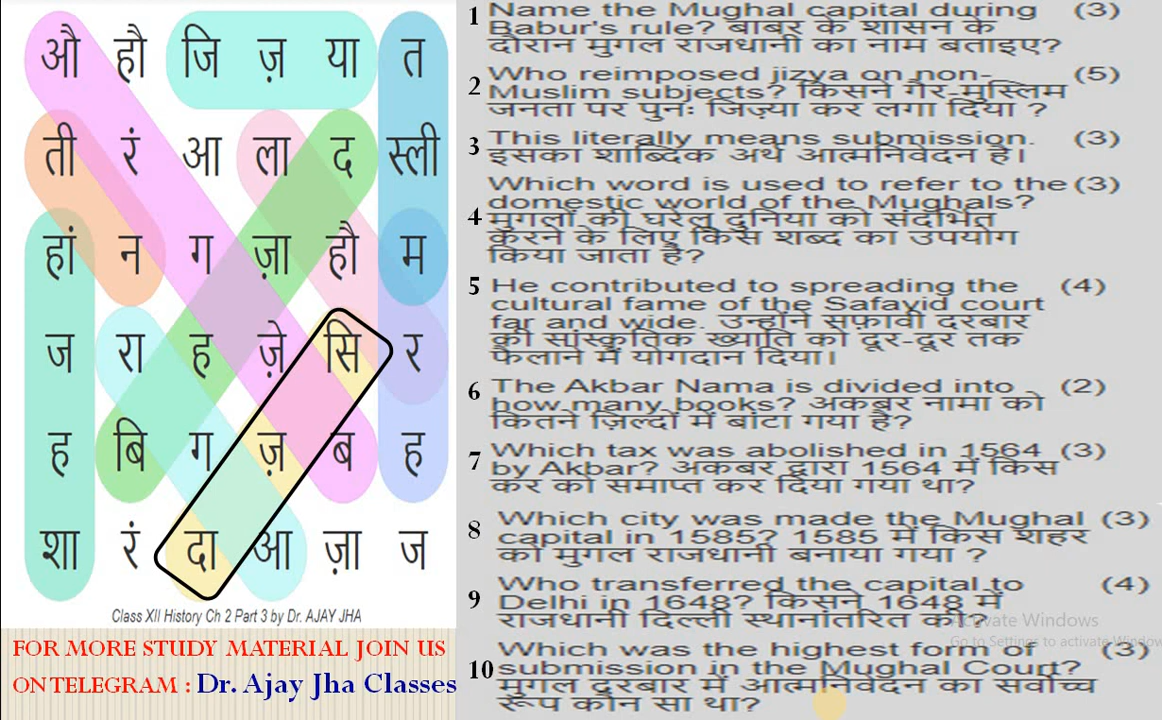 औ हौ जि ज़ या त
ती रं आ ला द स्ली
हां न ग ज़ा हौ म
ज रा ह ज़े सि र
ह बि ग ज़ ब ह
शा रं दा आ ज़ा ज
Class XII History Ch 2 Part 3 by Dr. AJAY JHA
FOR MORE STUDY MATERIAL JOIN US
ON TELEGRAM : Dr. Ajay Jha Classes
1 Name the Mughal capital during (3)
Babur's rule? बाबर के शासन के
दौरान मुगल राजधानी का नाम बताइए?
2 Who reimposed jizya on non- (5)
Muslim subjects? किसने गैर-मुस्लिम
जनता पर पुनः जिज़्या कर लगा दिया ?
3 This literally means submission. (3)
इसका शाब्दिक अर्थ आत्मनिवेदन है।
4 Which word is used to refer to the (3)
domestic world of the Mughals?
मुगलों की घरेलू दुनिया को संदर्भित
करने के लिए किस शब्द का उपयोग
किया जाता है?
5 He contributed to spreading the (4)
cultural fame of the Safavid court
far and wide. उन्होंने सफ़ावी दरबार
की सांस्कृतिक ख्याति को दूर-दूर तक
फैलाने में योगदान दिया।
6 The Akbar Nama is divided into (2)
how many books? अकबर नामा को
कितने ज़िल्दों में बांटा गया है?
7 Which tax was abolished in 1564 (3)
by Akbar? अकबर द्वारा 1564 में किस
कर को समाप्त कर दिया गया था?
8 Which city was made the Mughal (3)
capital in 1585? 1585 में किस शहर
को मुगल राजधानी बनाया गया ?
9 Who transferred the capital to (4)
Delhi in 1648? किसने 1648 में
राजधानी दिल्ली स्थानांतरित की?
Activate Windows
Go to Settings to activate Windows
10 Which was the highest form of (3)
submission in the Mughal Court?
मुगल दरबार में आत्मनिवेदन का सर्वोच्च
रूप कौन सा था?